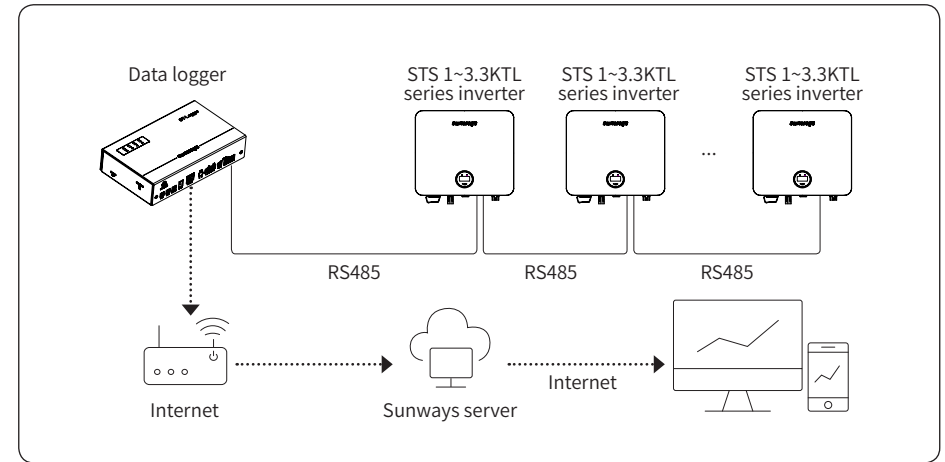 Data logger
STS 1~3.3KTL
series inverter
STS 1~3.3KTL
series inverter
STS 1~3.3KTL
series inverter
...
RS485
RS485
RS485
Internet
Internet
Sunways server